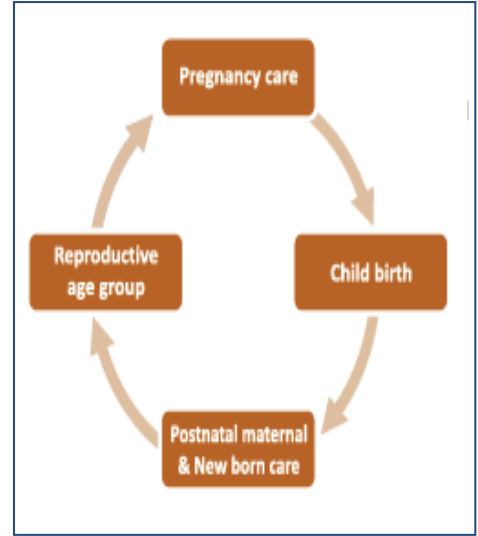 Pregnancy care
Child birth
Postnatal maternal
& New born care
Reproductive
age group